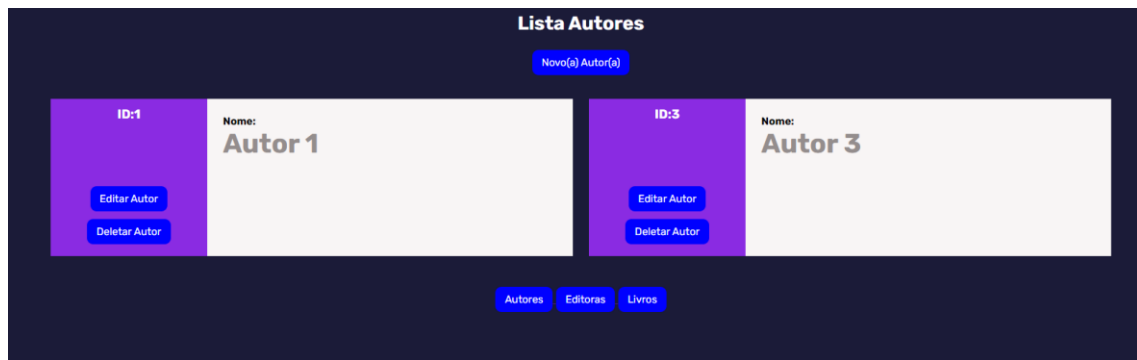 Lista Autores
Novo(a) Autor(a)
ID:1
Nome:
Autor 1
Editar Autor
Deletar Autor
ID:3
Nome:
Autor 3
Editar Autor
Deletar Autor
Autores Editoras Livros